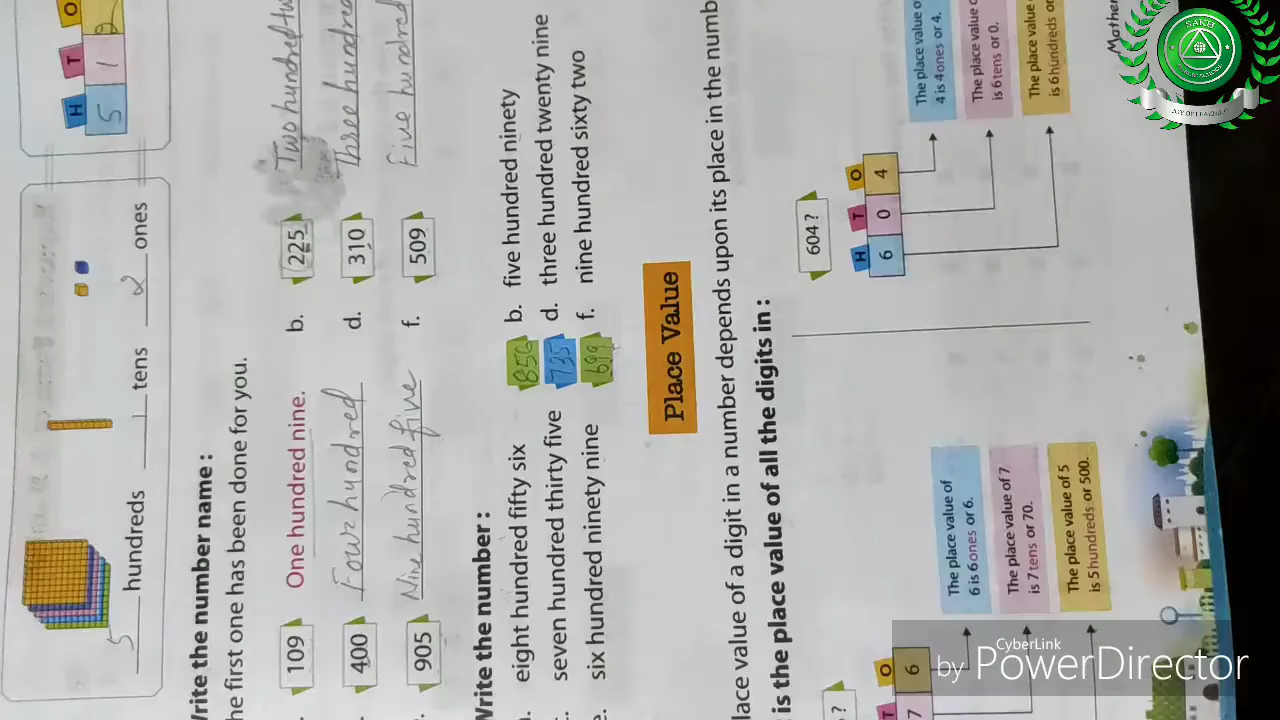 5 hundreds 1 tens 2 ones
H T O
5 1 2
Write the number name :
he first one has been done for you.
109 One hundred nine. b. 225 Two hundred
400 Four hundred d. 310 Three hundred
905 Nine hundred five f. 509 Five hundred
Write the number :
eight hundred fifty six 856 b. five hundred ninety
seven hundred thirty five 735 d. three hundred twenty nine
e. six hundred ninety nine 699 f. nine hundred sixty two
Place Value
lace value of a digit in a number depends upon its place in the numb
is the place value of all the digits in :
?
T O
7 6
The place value of
6 is 6 ones or 6.
The place value of 7
is 7 tens or 70.
The place value of 5
is 5 hundreds or 500.
604 ?
H T O
6 0 4
The place value o
4 is 4 ones or 4.
The place value
is 6 tens or 0.
The place value
is 6 hundreds or
Mathem
SAKH
CyberLink
by PowerDirector